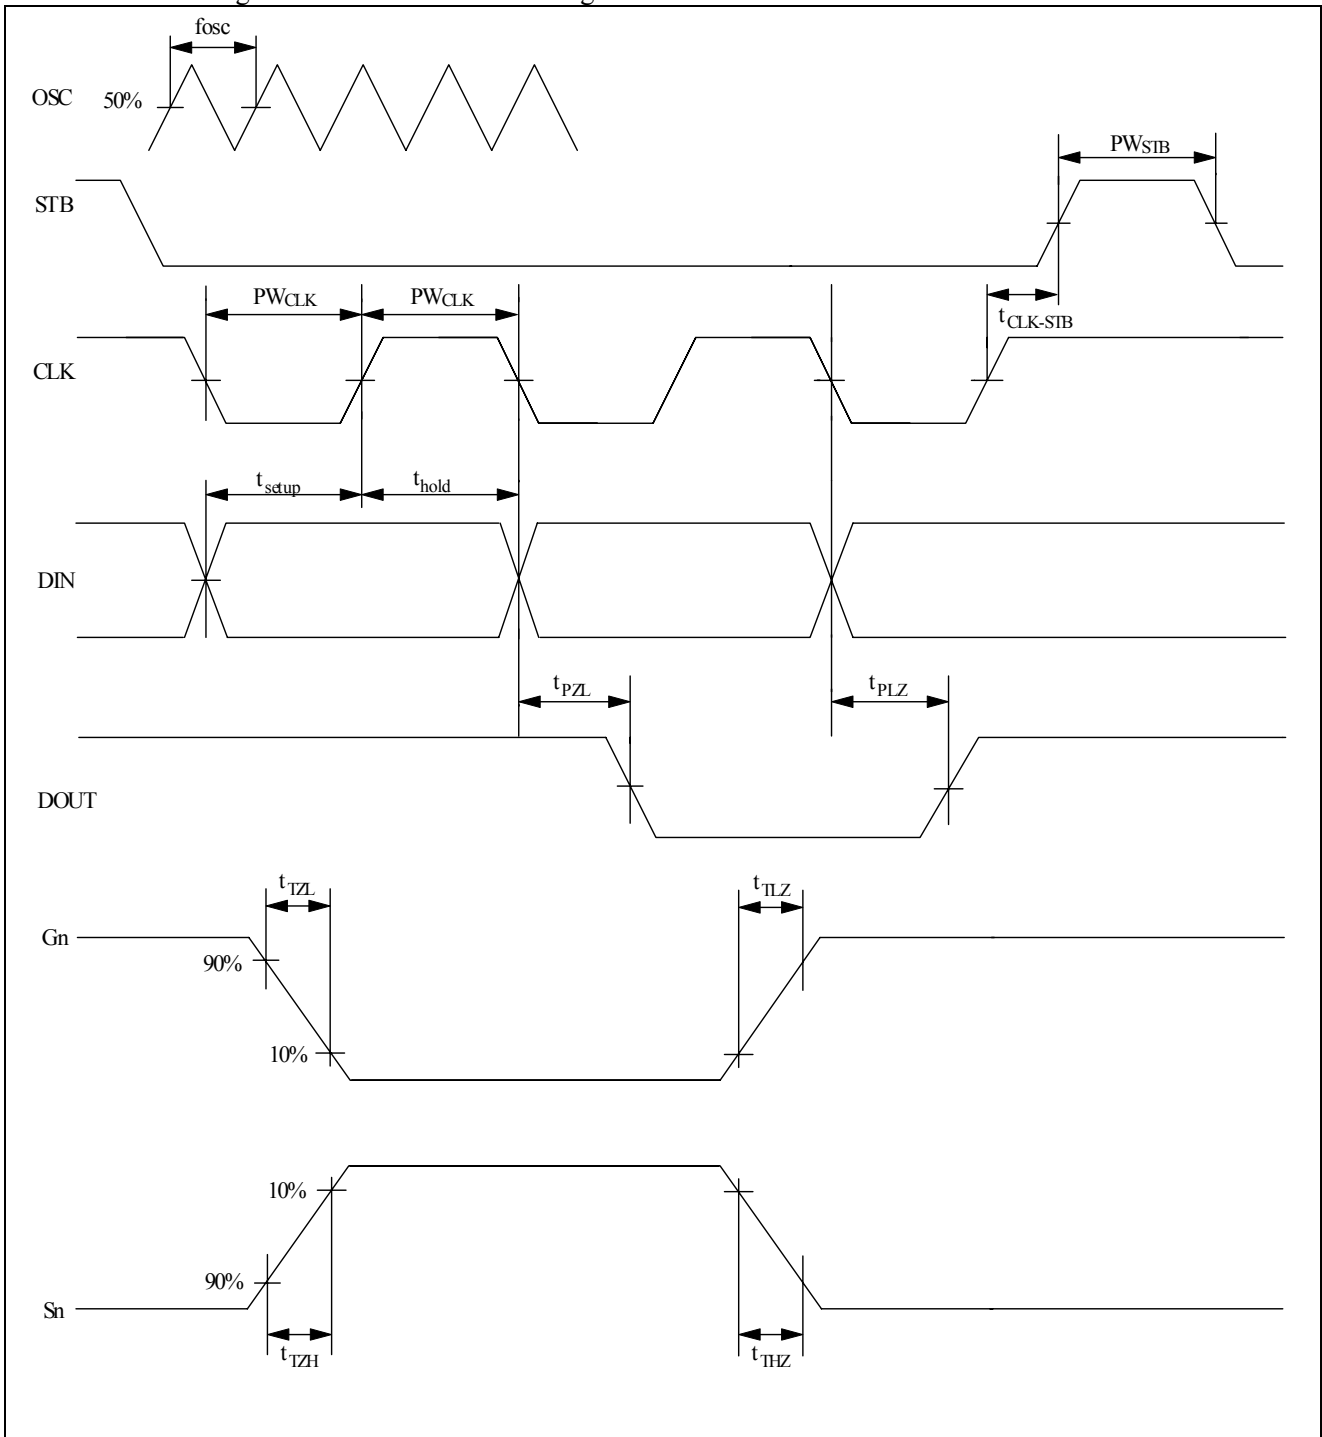 fosc
OSC
50%
PWSTB
STB
PWCLK
PWCLK
tCLK-STB
CLK
tsetup
thold
DIN
tPZL
tPLZ
DOUT
tTZL
tTLZ
Gn
90%
10%
10%
90%
Sn
tTZH
tTHZ